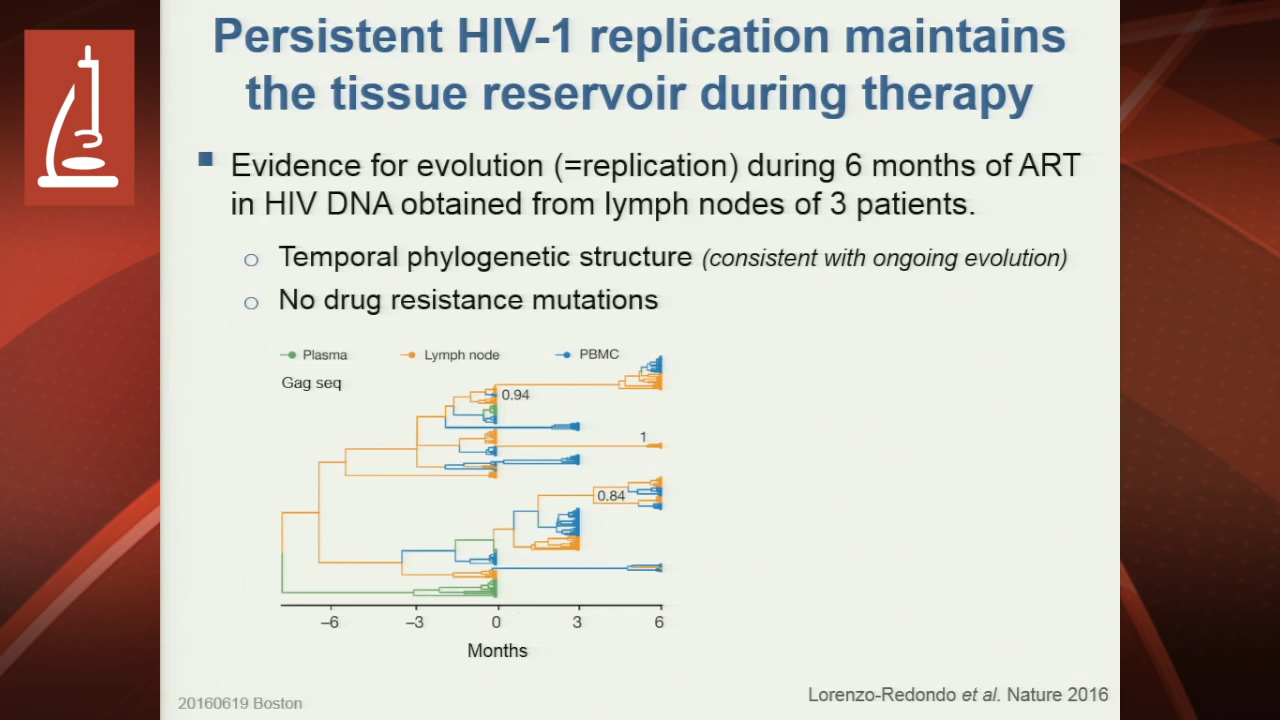 Persistent HIV-1 replication maintains
the tissue reservoir during therapy
Evidence for evolution (=replication) during 6 months of ART
in HIV DNA obtained from lymph nodes of 3 patients.
Temporal phylogenetic structure (consistent with ongoing evolution)
No drug resistance mutations
Plasma Lymph node PBMC
Gag seq
0.94
1
0.84
–6 –3 0 3 6
Months
20160619 Boston
Lorenzo-Redondo et al. Nature 2016